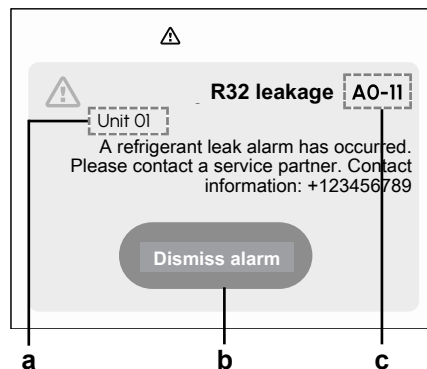 R32 leakage A0-11
Unit 01
A refrigerant leak alarm has occurred.
Please contact a service partner. Contact
information: +123456789
Dismiss alarm
a b c